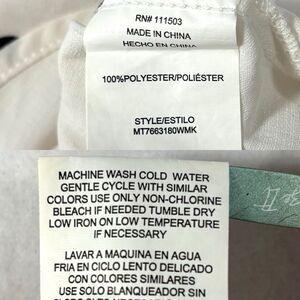 RN# 111503
MADE IN CHINA
HECHO EN CHINA
100%POLYESTER/POLIÉSTER
STYLE/ESTILO
MT7663180WMK
MACHINE WASH COLD WATER
GENTLE CYCLE WITH SIMILAR
COLORS USE ONLY NON-CHLORINE
BLEACH IF NEEDED TUMBLE DRY
LOW IRON ON LOW TEMPERATURE
IF NECESSARY
LAVAR A MAQUINA EN AGUA
FRIA EN CICLO LENTO DELICADO
CON COLORES SIMILARES
USE SOLO BLANQUEADOR SIN